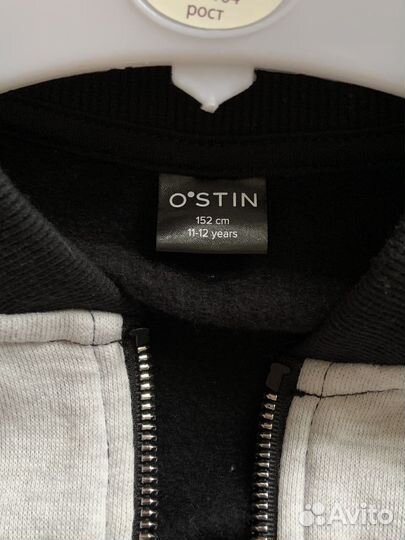 рост
O'STIN
152 cm
11-12 years
Avito